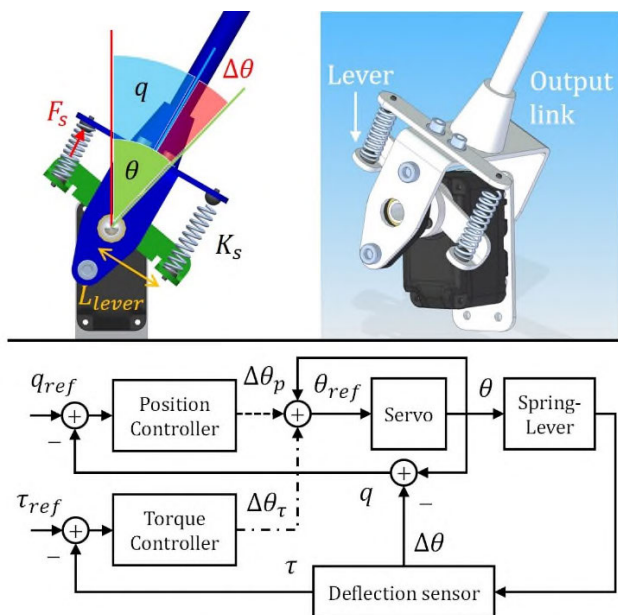 q
Δθ
F_s
θ
K_s
L_lever
Lever
Output
link
q_ref
Position
Controller
Δθ_p
θ_ref
Servo
θ
Spring-
Lever
+
−
+
+
q
−
τ_ref
+
−
Torque
Controller
Δθ_τ
Δθ
τ
Deflection sensor